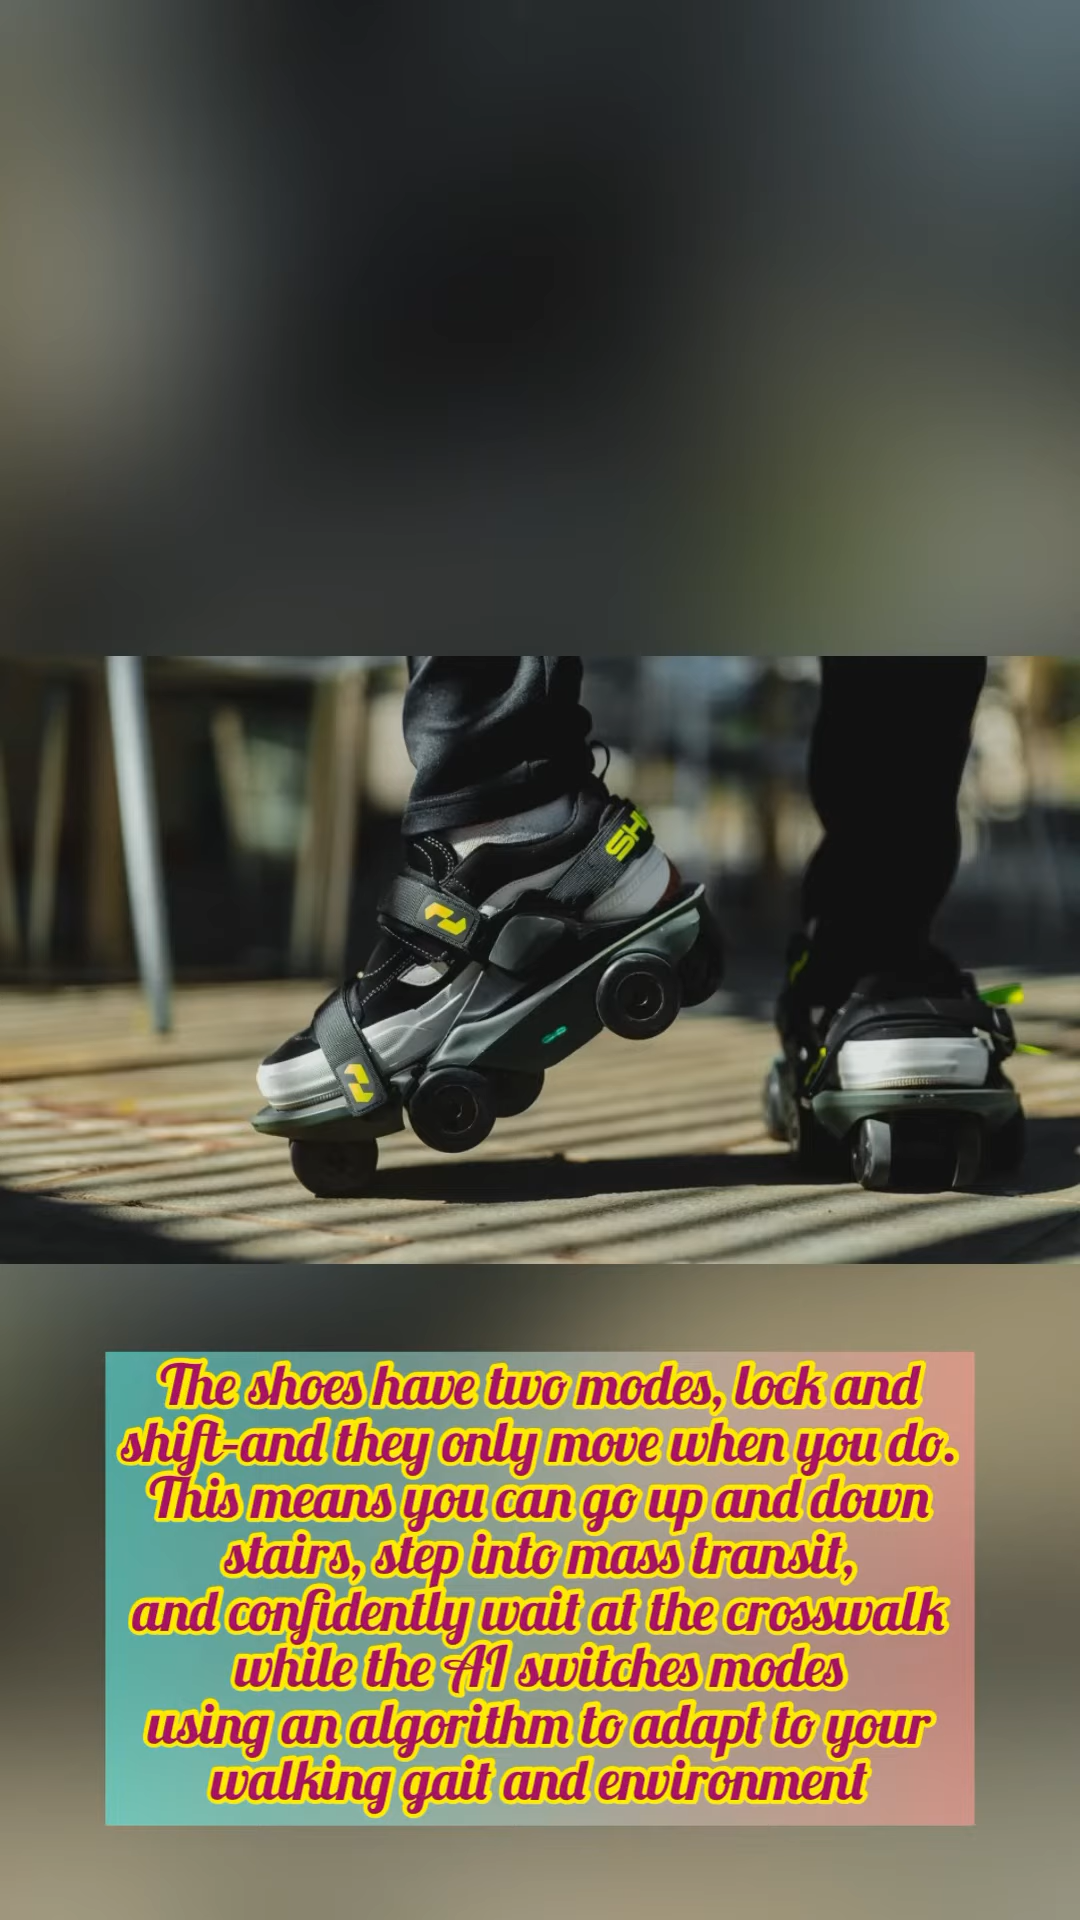 SH
The shoes have two modes, lock and
shift-and they only move when you do.
This means you can go up and down
stairs, step into mass transit,
and confidently wait at the crosswalk
while the AI switches modes
using an algorithm to adapt to your
walking gait and environment